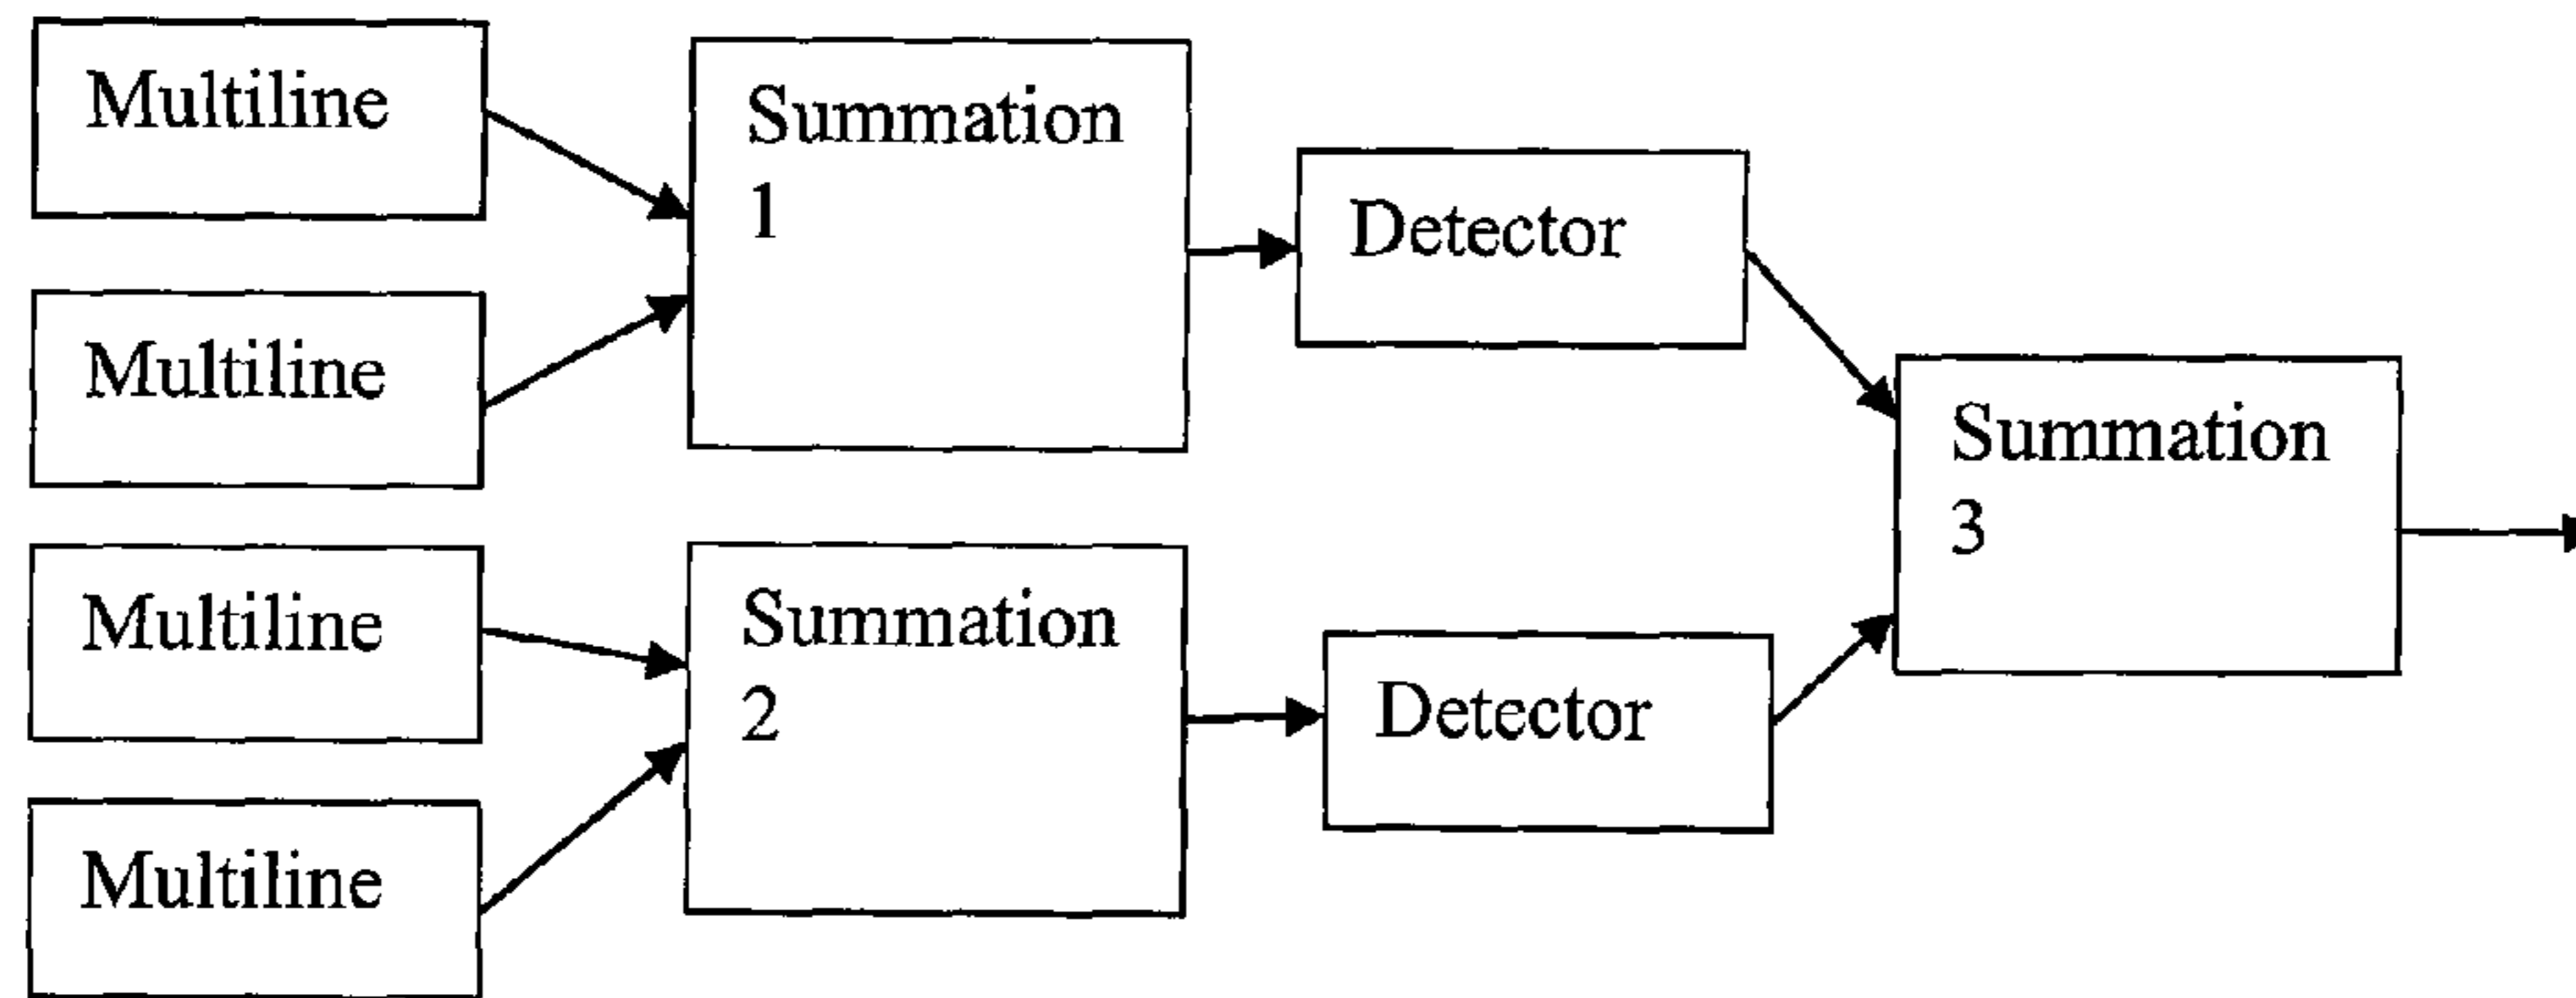 Multiline
Multiline
Multiline
Multiline
Summation
1
Summation
2
Detector
Detector
Summation
3